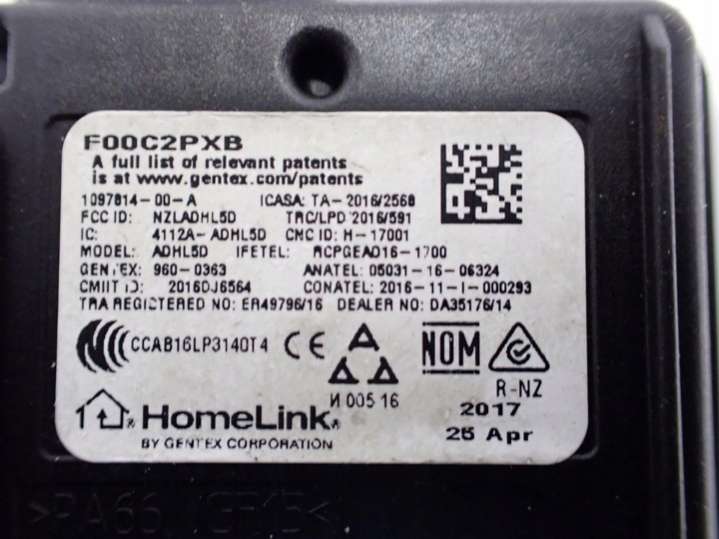 F00C2PXB
A full list of relevant patents
is at www.gentex.com/patents
1097814-00-A ICASA: TA-2016/2568
FCC ID: NZLADHL5D TRC/LPD/2016/591
IC: 4112A-ADHL5D CNC ID: H-17001
MODEL: ADHL5D IFETEL: RCPGEAD16-1700
GENTEX: 960-0363 ANATEL: 05031-16-06324
CMIIT ID: 2016DJ6564 CONATEL: 2016-11-I-000293
TRA REGISTERED NO: ER49796/16 DEALER NO: DA35176/14
CCAB16LP3140T4 CE NOM
И 005 16 R-NZ
HomeLink® 2017
BY GENTEX CORPORATION 25 Apr
>PA66 GF15<